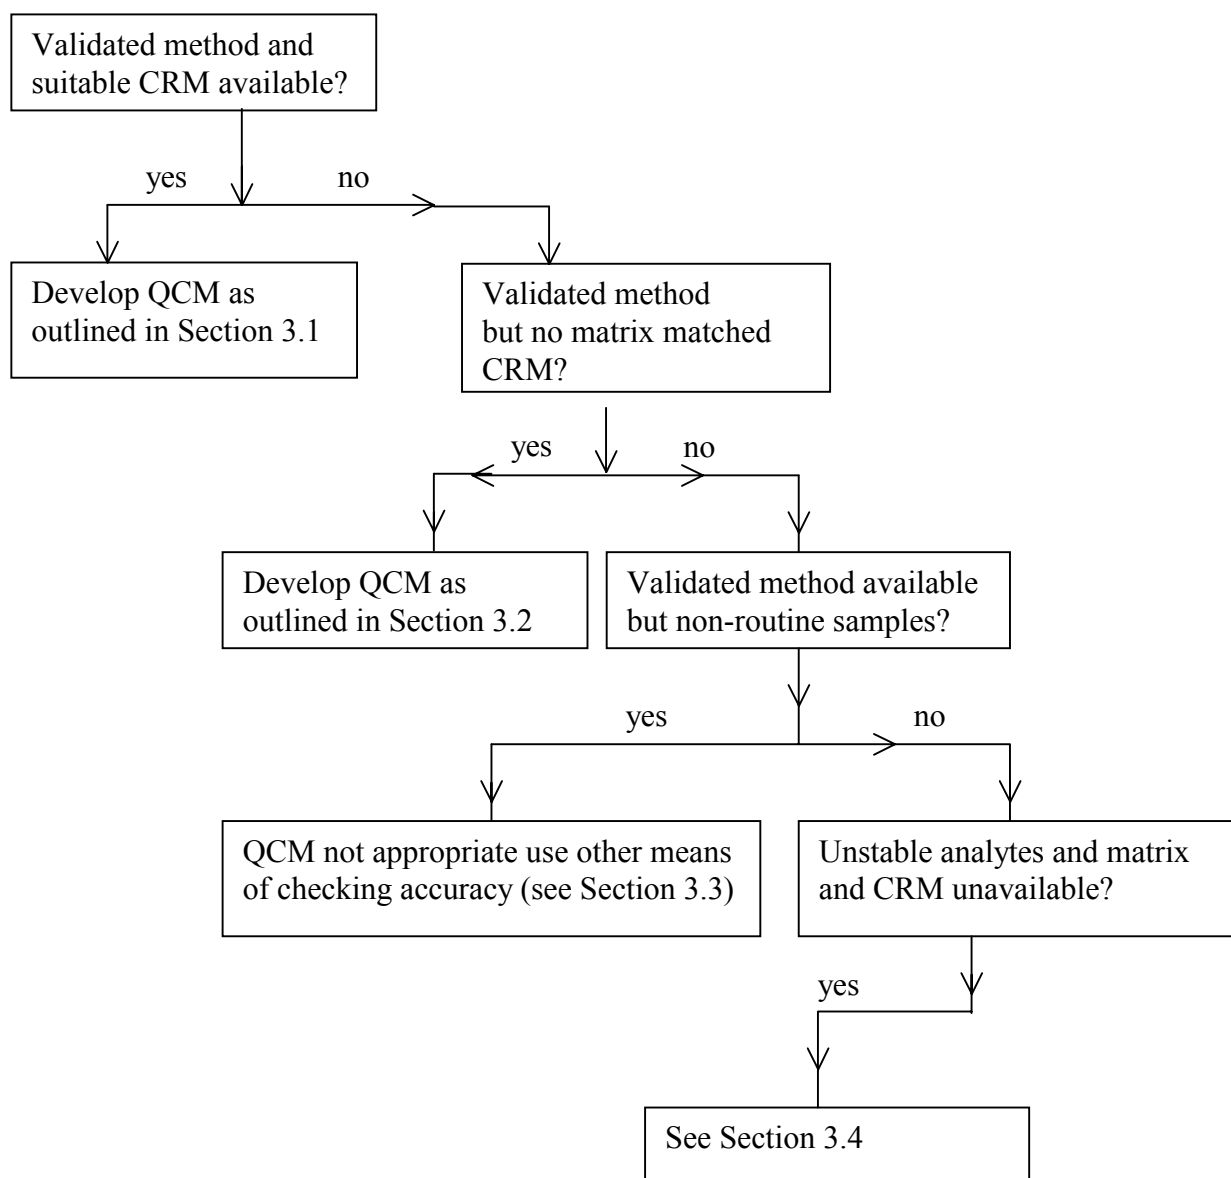 Validated method and
suitable CRM available?
yes
no
Develop QCM as
outlined in Section 3.1
Validated method
but no matrix matched
CRM?
yes
no
Develop QCM as
outlined in Section 3.2
Validated method available
but non-routine samples?
yes
no
QCM not appropriate use other means
of checking accuracy (see Section 3.3)
Unstable analytes and matrix
and CRM unavailable?
yes
See Section 3.4